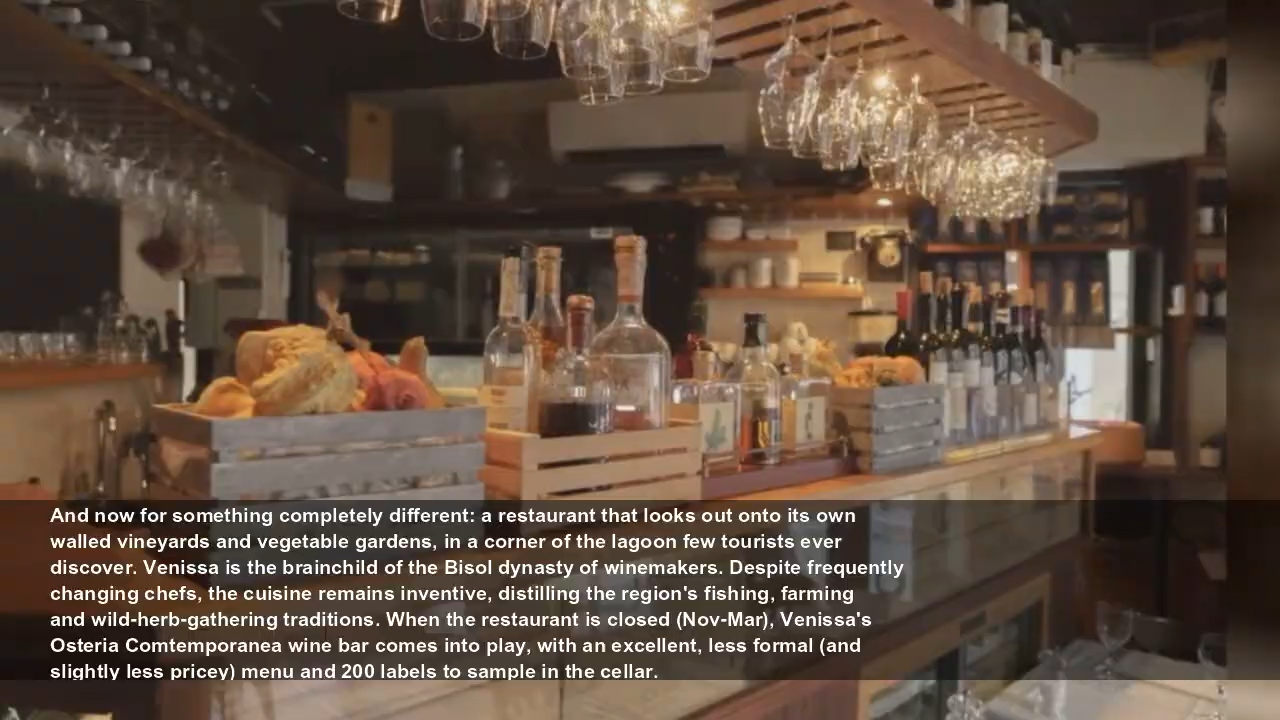 And now for something completely different: a restaurant that looks out onto its own
walled vineyards and vegetable gardens, in a corner of the lagoon few tourists ever
discover. Venissa is the brainchild of the Bisol dynasty of winemakers. Despite frequently
changing chefs, the cuisine remains inventive, distilling the region's fishing, farming
and wild-herb-gathering traditions. When the restaurant is closed (Nov-Mar), Venissa's
Osteria Comtemporanea wine bar comes into play, with an excellent, less formal (and
slightly less pricey) menu and 200 labels to sample in the cellar.